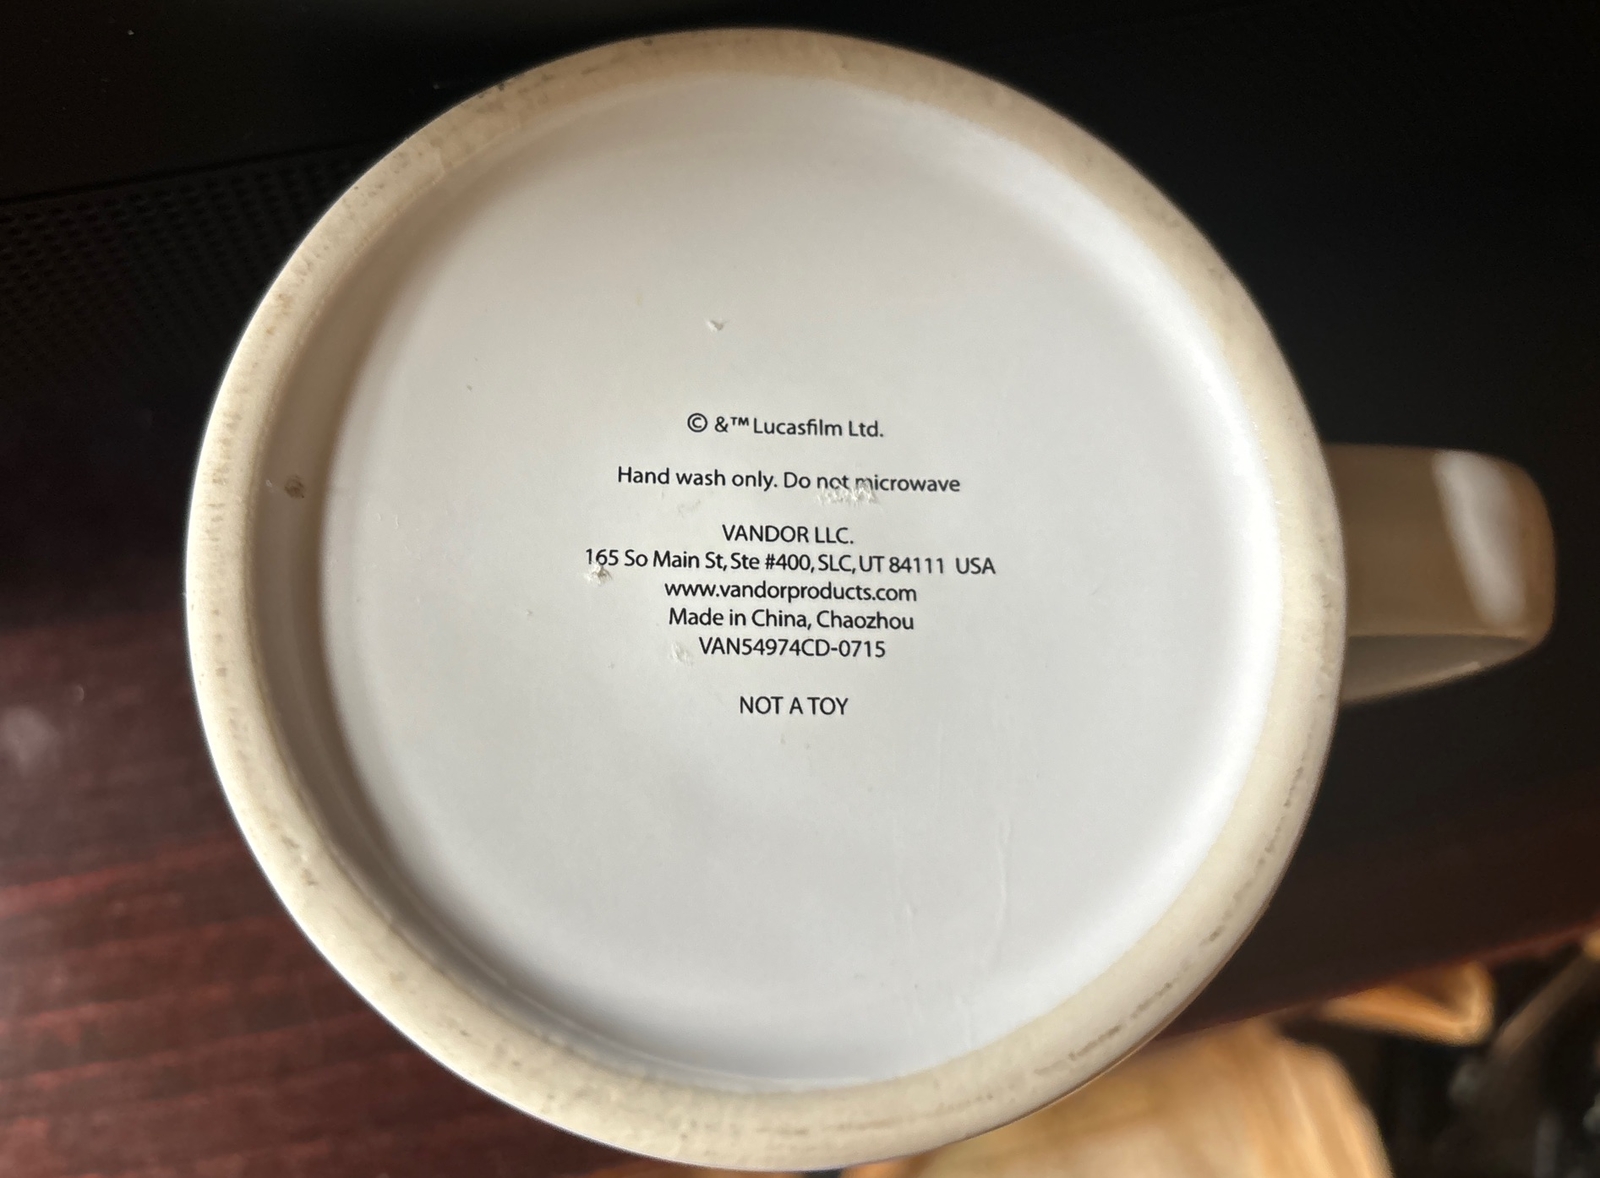 © &™ Lucasfilm Ltd.
Hand wash only. Do not microwave
VANDOR LLC.
165 So Main St, Ste #400, SLC, UT 84111 USA
www.vandorproducts.com
Made in China, Chaozhou
VAN54974CD-0715
NOT A TOY